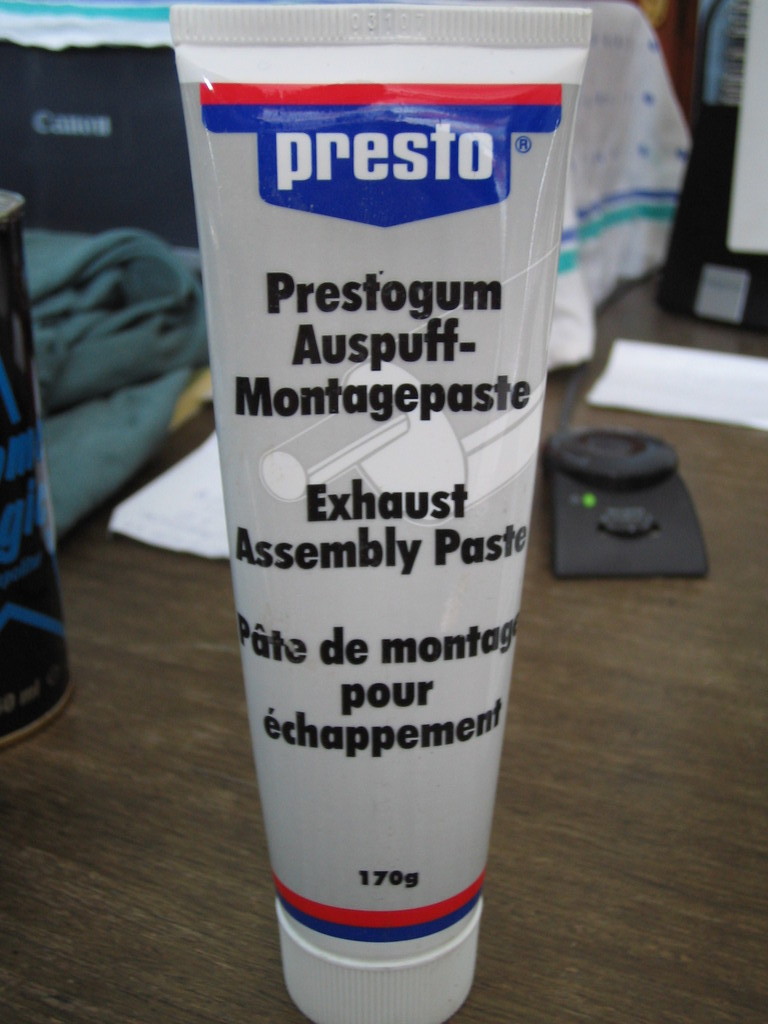 Canon
presto®
Prestogum
Auspuff-
Montagepaste
Exhaust
Assembly Paste
Pâte de montage
pour
échappement
170g